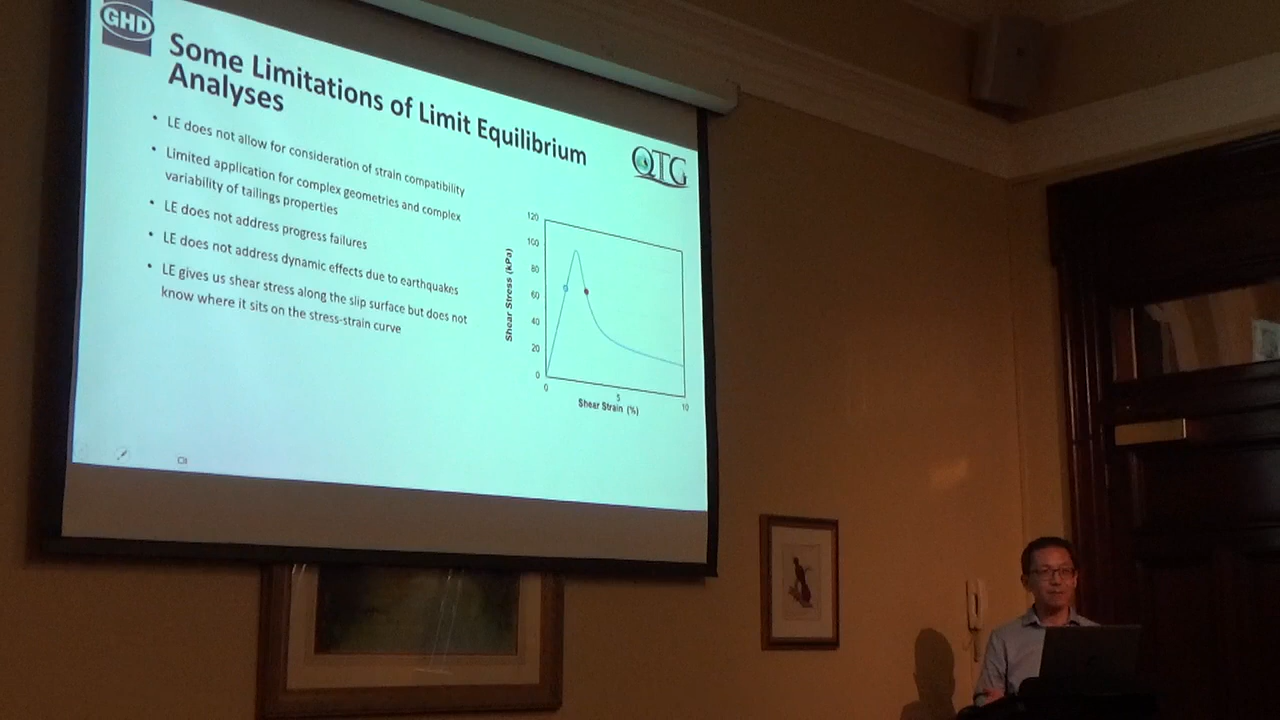 GHD
Some Limitations of Limit Equilibrium
Analyses
QTG
• LE does not allow for consideration of strain compatibility
• Limited application for complex geometries and complex
variability of tailings properties
• LE does not address progress failures
• LE does not address dynamic effects due to earthquakes
• LE gives us shear stress along the slip surface but does not
know where it sits on the stress-strain curve
120
100
80
60
40
20
0
Shear Stress (kPa)
0
5
10
Shear Strain (%)